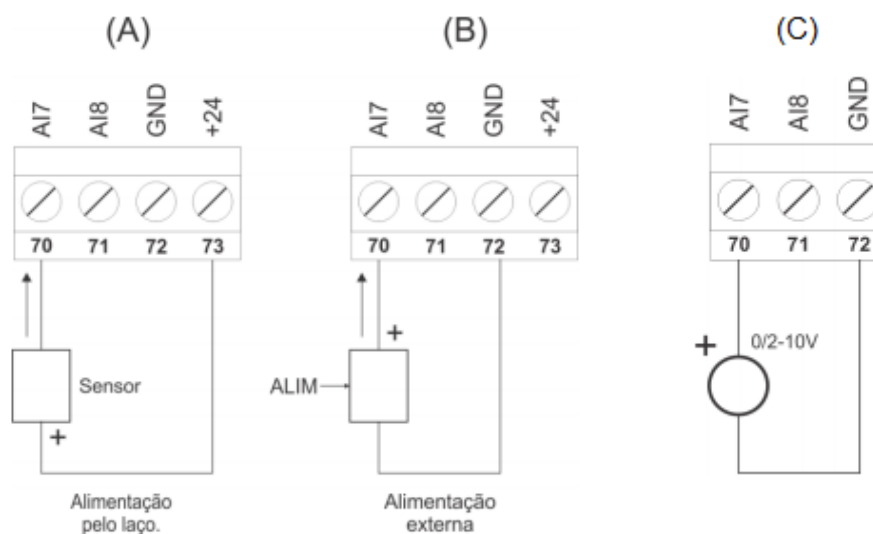 (A)
(B)
(C)
AI7 AI8 GND +24
AI7 AI8 GND +24
AI7 AI8 GND
70 71 72 73
70 71 72 73
70 71 72
+
+ 0/2-10V
Sensor
ALIM
+
Alimentação
pelo laço.
Alimentação
externa